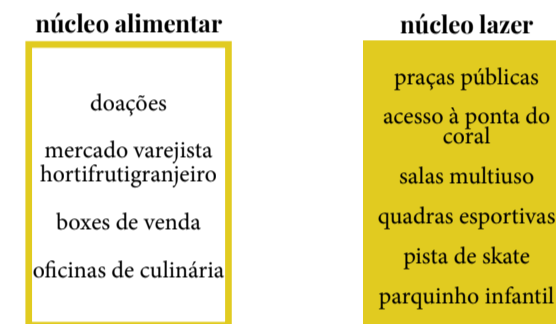 núcleo alimentar
doações
mercado varejista
hortifrutigranjeiro
boxes de venda
oficinas de culinária
núcleo lazer
praças públicas
acesso à ponta do
coral
salas multiuso
quadras esportivas
pista de skate
parquinho infantil